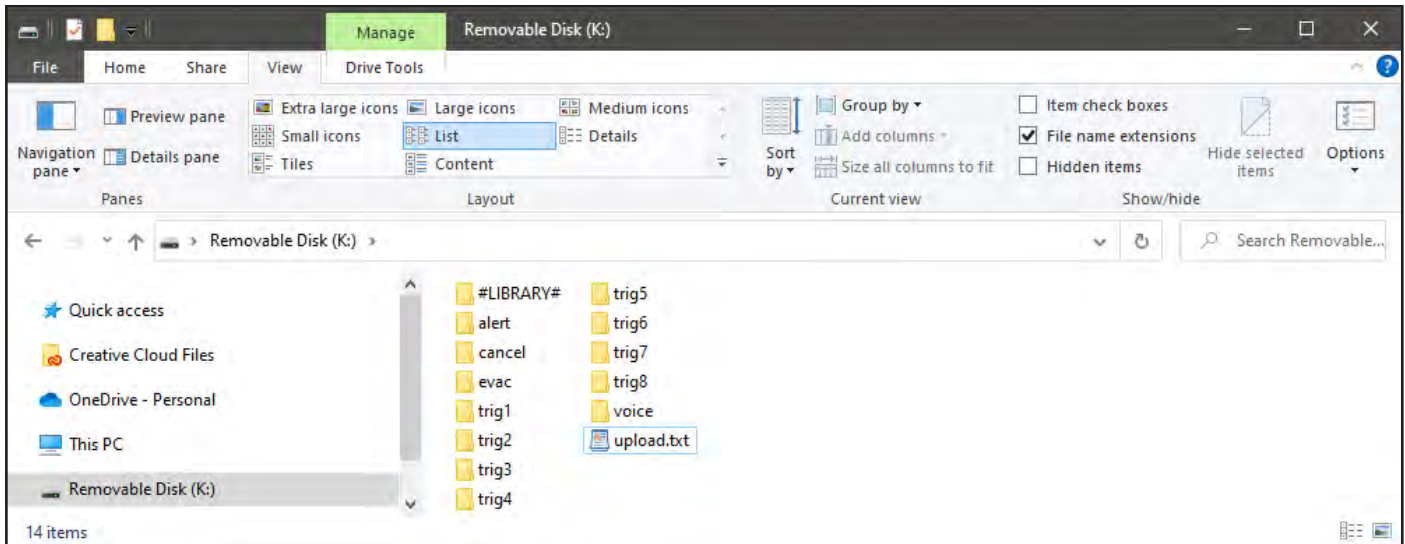 Manage
Removable Disk (K:)
File
Home
Share
View
Drive Tools
Navigation pane
Preview pane
Details pane
Panes
Extra large icons
Large icons
Medium icons
Small icons
List
Details
Tiles
Content
Layout
Sort by
Group by
Add columns
Size all columns to fit
Current view
Item check boxes
File name extensions
Hidden items
Hide selected items
Show/hide
Options
Removable Disk (K:)
Search Removable...
Quick access
Creative Cloud Files
OneDrive - Personal
This PC
Removable Disk (K:)
#LIBRARY#
alert
cancel
evac
trig1
trig2
trig3
trig4
trig5
trig6
trig7
trig8
voice
upload.txt
14 items